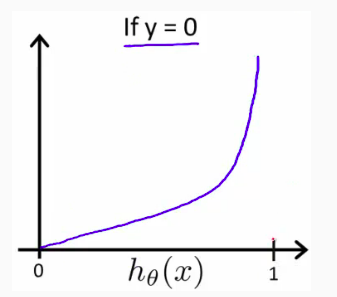 If y = 0
0 hθ(x) 1